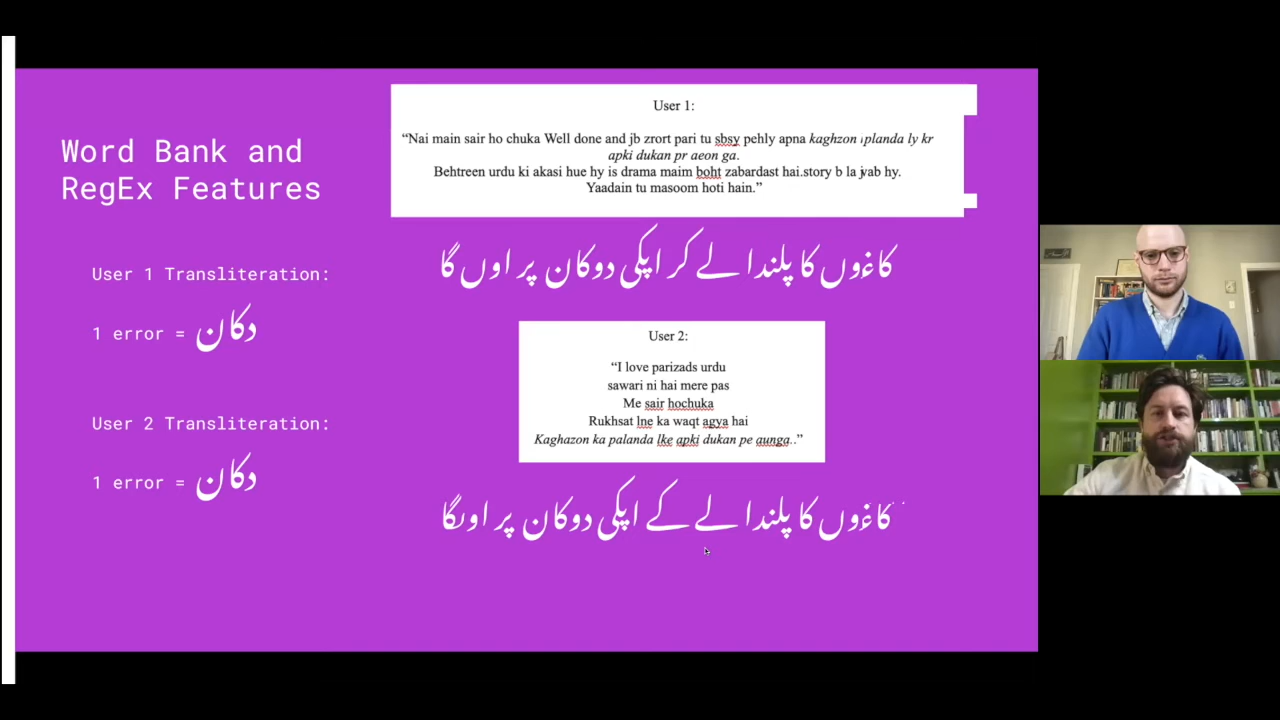 Word Bank and
RegEx Features
User 1 Transliteration:
1 error = دکان
User 2 Transliteration:
1 error = دکان
User 1:
“Nai main sair ho chuka Well done and jb zrort pari tu sbsy pehly apna kaghzon planda ly kr
apki dukan pr aeon ga.
Behtreen urdu ki akasi hue hy is drama maim boht zabardast hai.story b la jvab hy.
Yaadain tu masoom hoti hain.”
کاغذوں کا پلندا لے کر اپکی دوکان پر اوں گا
User 2:
“I love parizads urdu
sawari ni hai mere pas
Me sair hochuka
Rukhsat lne ka waqt agya hai
Kaghazon ka palanda lke apki dukan pe aunga..”
کا پلندا لے کے اپکی دوکان پر اوںگا